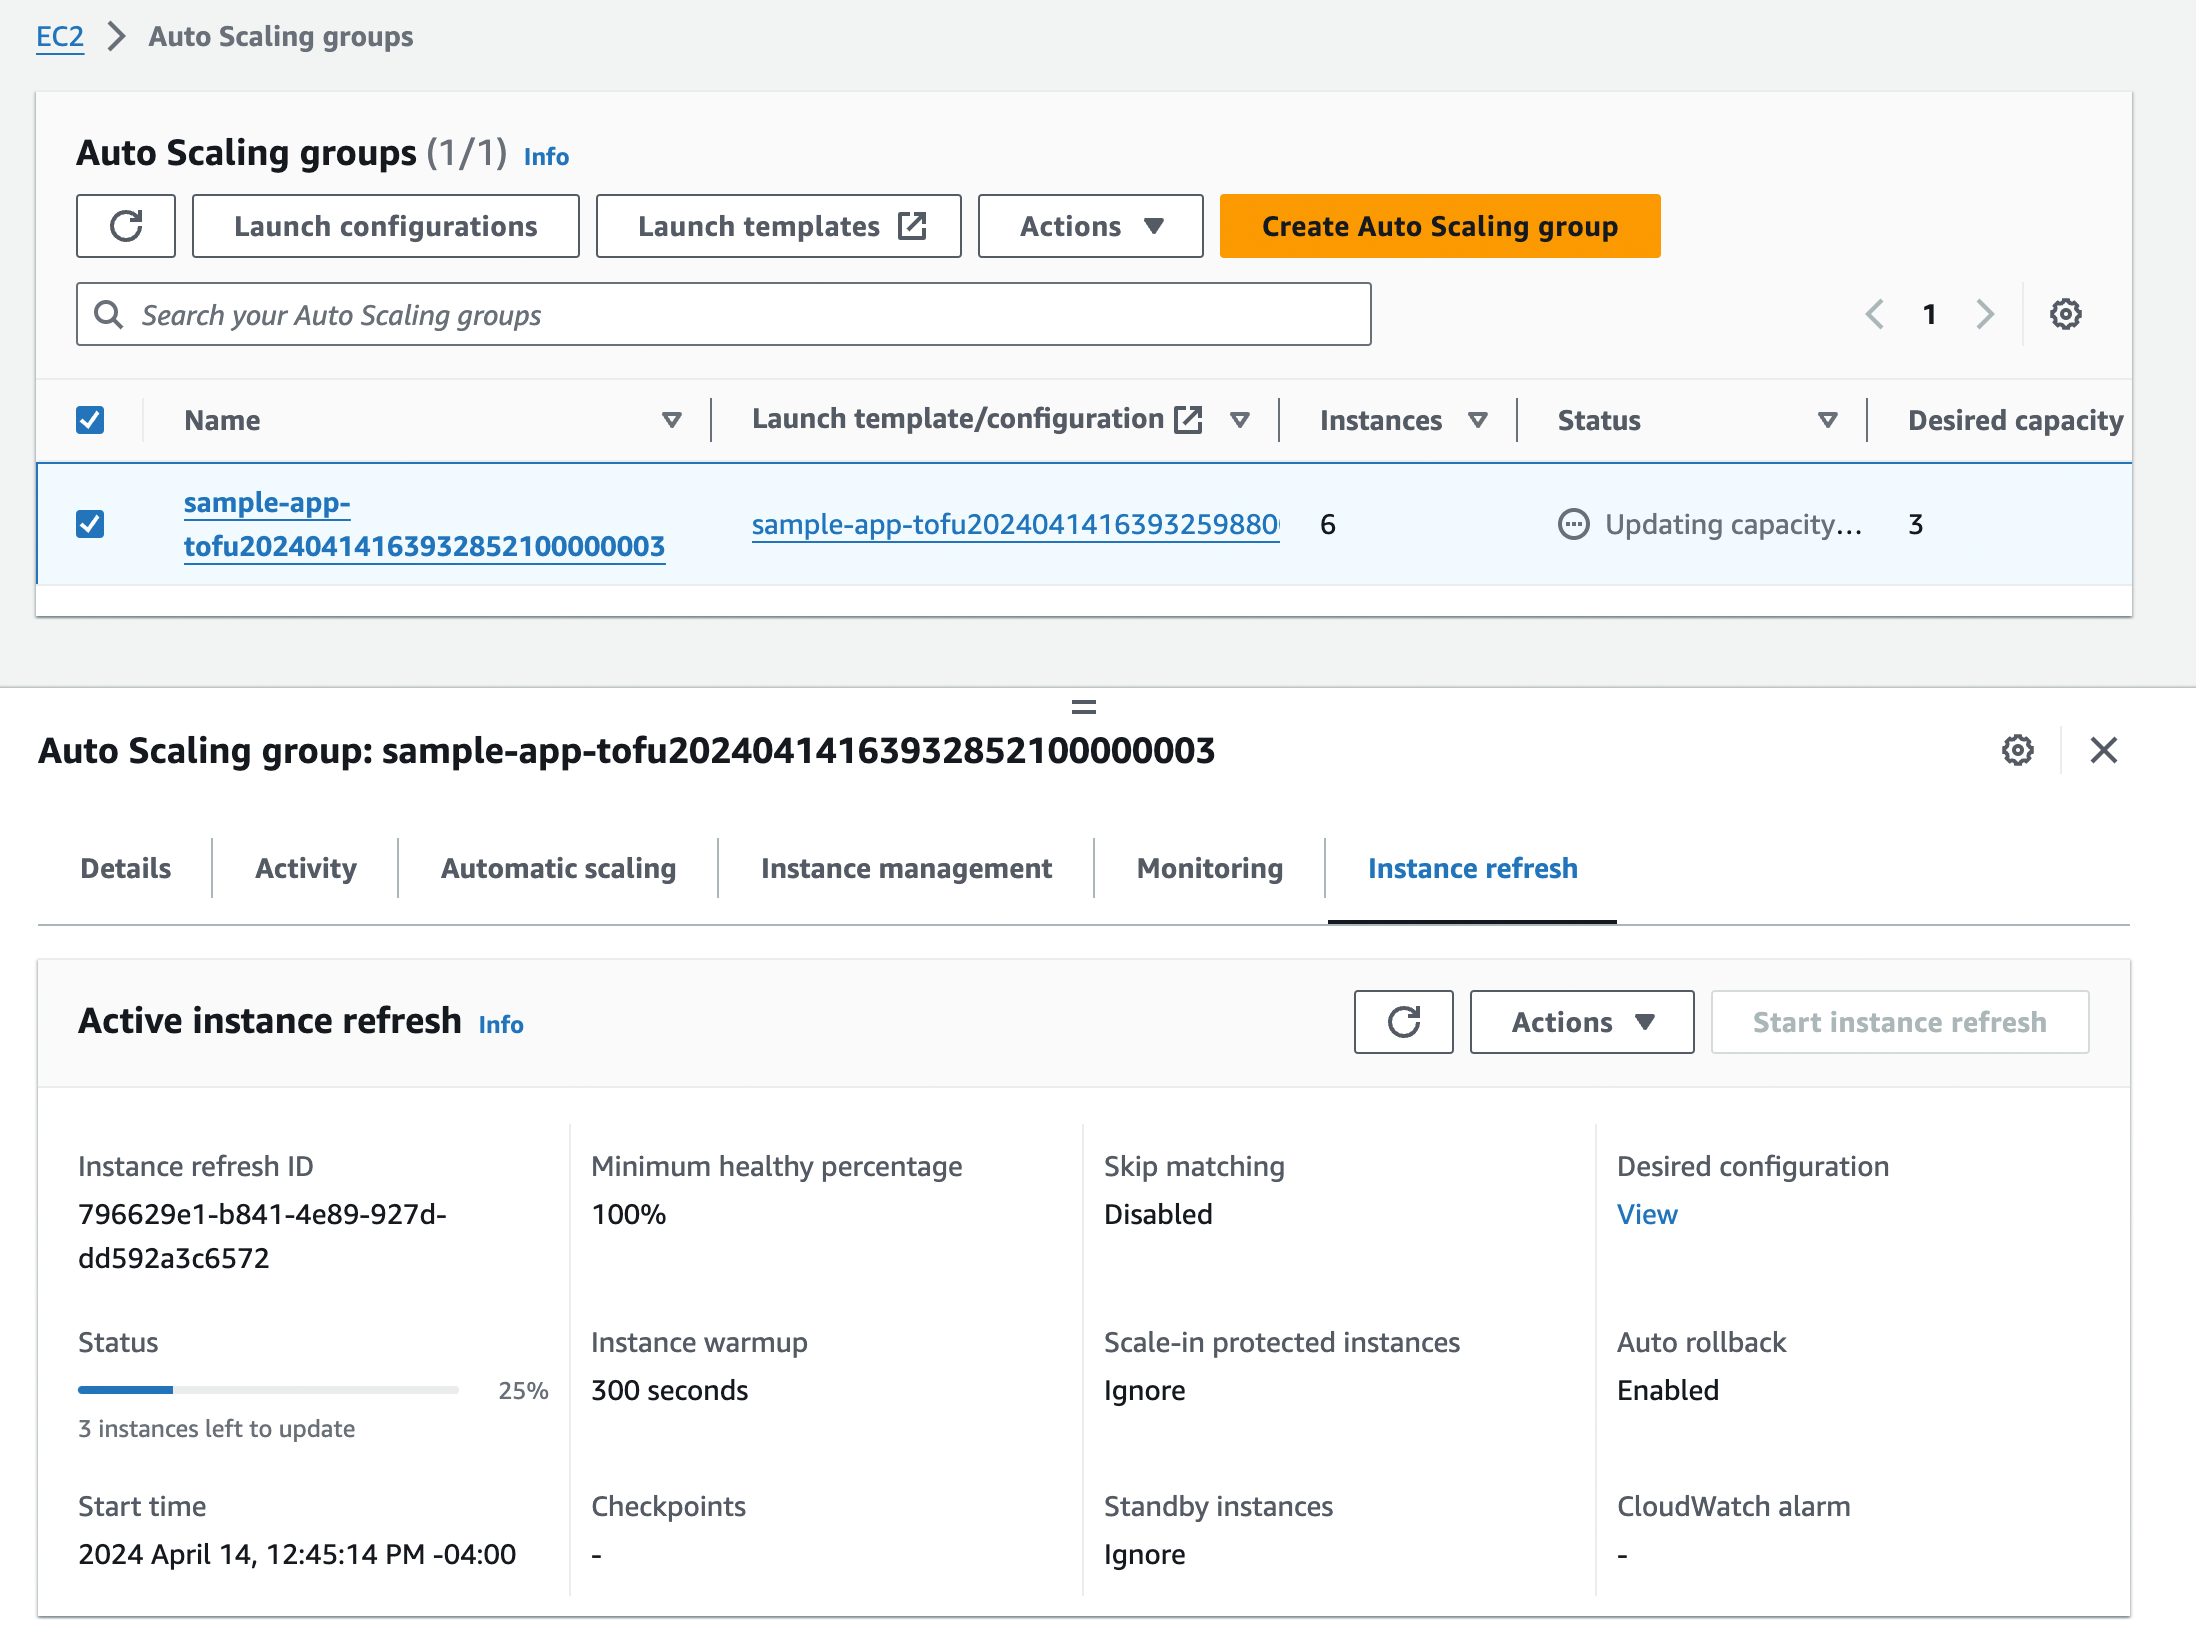 EC2 > Auto Scaling groups
Auto Scaling groups (1/1) Info
Launch configurations Launch templates Actions Create Auto Scaling group
Search your Auto Scaling groups 1
Name Launch template/configuration Instances Status Desired capacity
sample-app-
tofu20240414163932852100000003 sample-app-tofu2024041416393259880 6 Updating capacity... 3
Auto Scaling group: sample-app-tofu20240414163932852100000003
Details Activity Automatic scaling Instance management Monitoring Instance refresh
Active instance refresh Info Actions Start instance refresh
Instance refresh ID Minimum healthy percentage Skip matching Desired configuration
796629e1-b841-4e89-927d- 100% Disabled View
dd592a3c6572
Status Instance warmup Scale-in protected instances Auto rollback
25% 300 seconds Ignore Enabled
3 instances left to update
Start time Checkpoints Standby instances CloudWatch alarm
2024 April 14, 12:45:14 PM -04:00 - Ignore -